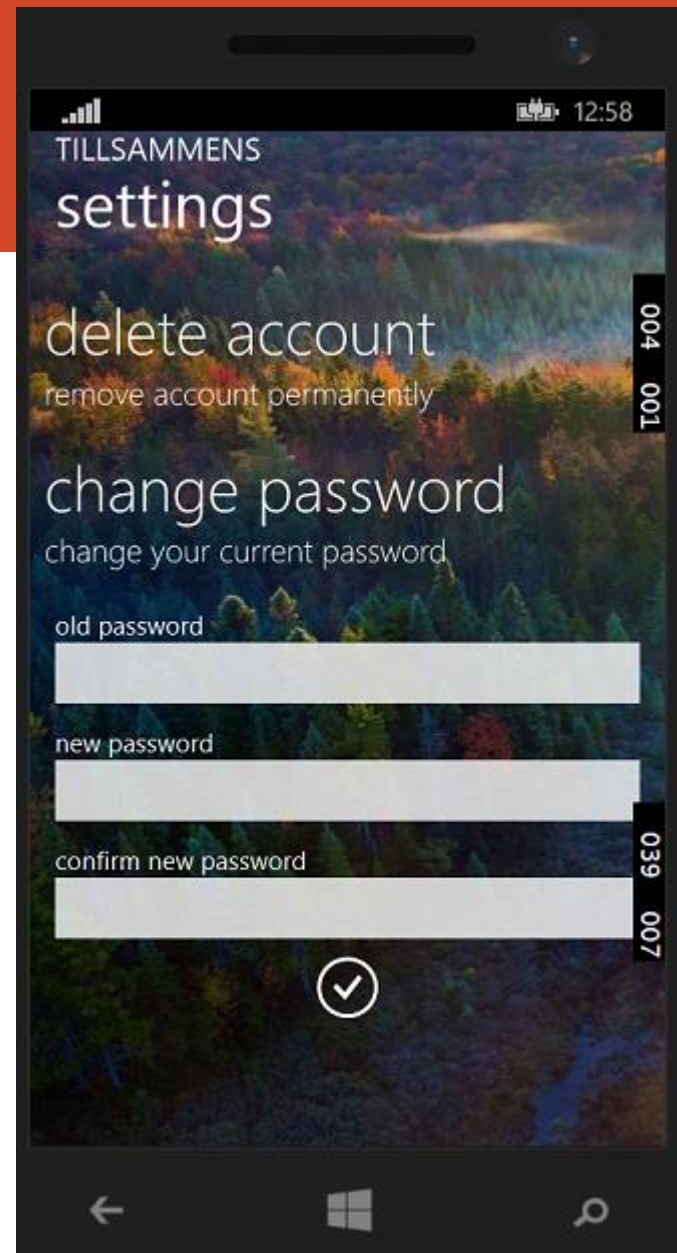 12:58
TILLSAMMENS
settings
delete account
remove account permanently
change password
change your current password
old password
new password
confirm new password
004 001
039 007